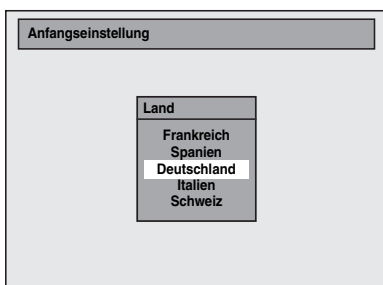 Anfangseinstellung
Land
Frankreich
Spanien
Deutschland
Italien
Schweiz